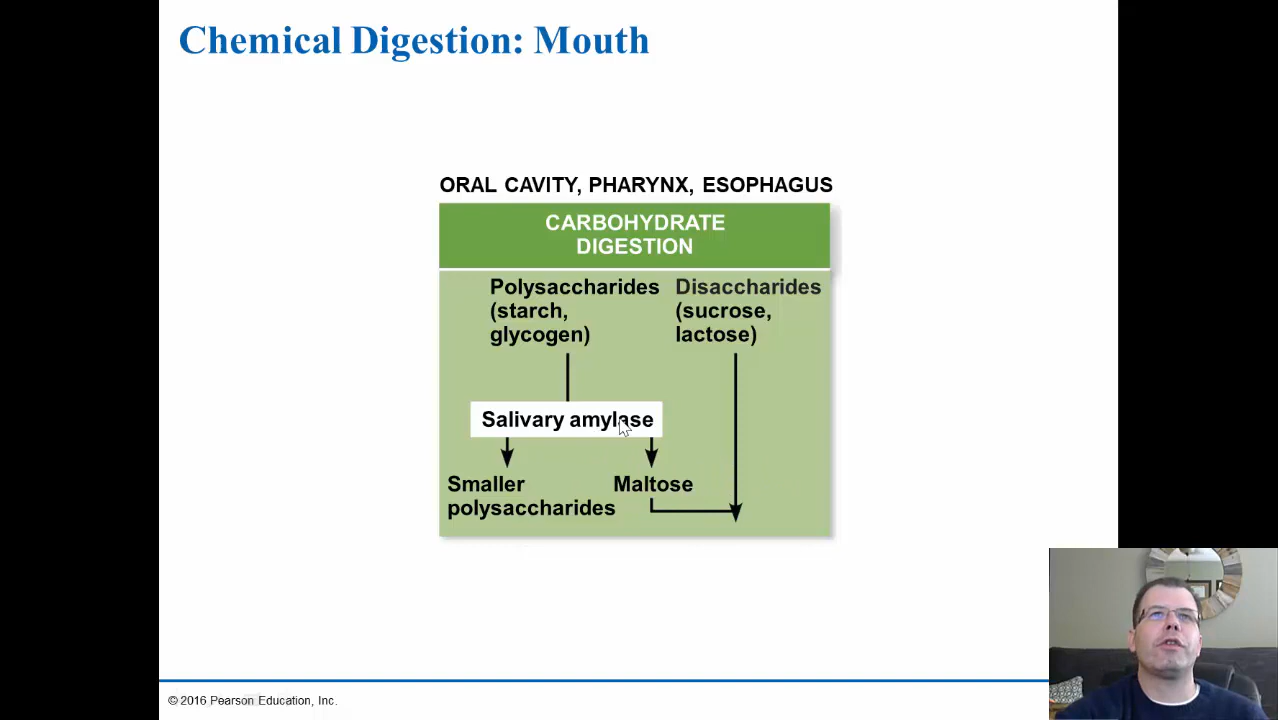 Chemical Digestion: Mouth
ORAL CAVITY, PHARYNX, ESOPHAGUS
CARBOHYDRATE
DIGESTION
Polysaccharides
(starch,
glycogen)
Disaccharides
(sucrose,
lactose)
Salivary amylase
Smaller
polysaccharides
Maltose
© 2016 Pearson Education, Inc.